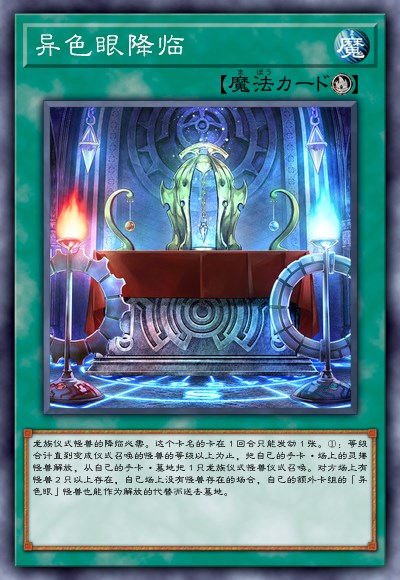 异色眼降临
魔
【魔法カード】
まほう
龙族仪式怪兽的降临必需。这个卡名的卡在1回合只能发动1张。①：等级
合计直到变成仪式召唤的怪兽的等级以上为止，把自己的手卡·场上的灵摆
怪兽解放，从自己的手卡·墓地把1只龙族仪式怪兽仪式召唤。对方场上有
怪兽2只以上存在，自己场上没有怪兽存在的场合，自己的额外卡组的「异
色眼」怪兽也能作为解放的代替而送去墓地。